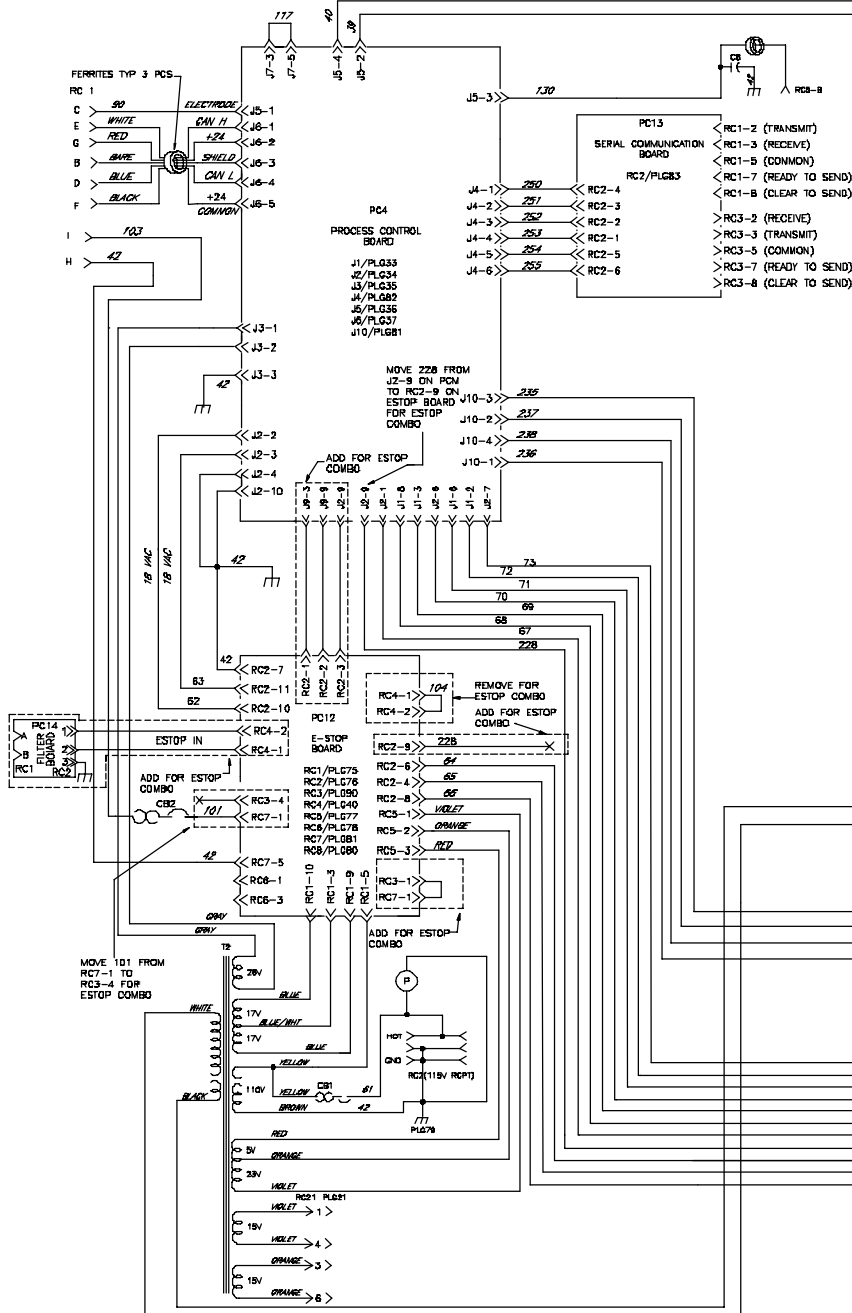 117
40
39
J7-3
J7-5
J5-4
J5-2
FERRITES TYP 3 PCS
RC 1
C
90
ELECTRODE
J5-1
E
WHITE
CAN H
J6-1
G
RED
+24
J6-2
B
BARE
SHIELD
J6-3
D
BLUE
CAN L
J6-4
F
BLACK
+24
COMMON
J6-5
I
103
H
42
J5-3
130
C6
42
RC8-8
PC13
SERIAL COMMUNICATION
BOARD
RC2/PLG83
RC1-2 (TRANSMIT)
RC1-3 (RECEIVE)
RC1-5 (COMMON)
RC1-7 (READY TO SEND)
RC1-8 (CLEAR TO SEND)
RC3-2 (RECEIVE)
RC3-3 (TRANSMIT)
RC3-5 (COMMON)
RC3-7 (READY TO SEND)
RC3-8 (CLEAR TO SEND)
J4-1
250
RC2-4
J4-2
251
RC2-3
J4-3
252
RC2-2
J4-4
253
RC2-1
J4-5
254
RC2-5
J4-6
255
RC2-6
PC4
PROCESS CONTROL
BOARD
J1/PLG33
J2/PLG34
J3/PLG35
J4/PLG82
J5/PLG36
J6/PLG37
J10/PLG81
J3-1
J3-2
J3-3
42
MOVE 228 FROM
J2-9 ON PCM
TO RC2-9 ON
ESTOP BOARD
FOR ESTOP
COMBO
J10-3
235
J10-2
237
J10-4
238
J10-1
236
J2-2
J2-3
J2-4
J2-10
ADD FOR ESTOP
COMBO
J9-3
J9-9
J2-9
J2-9
J2-1
J1-8
J1-3
J2-6
J1-6
J1-2
J2-7
18 VAC
18 VAC
42
73
72
71
70
69
68
67
228
42
RC2-7
63
RC2-11
62
RC2-10
RC2-1
RC2-2
RC2-3
PC12
E-STOP
BOARD
RC1/PLG75
RC2/PLG76
RC3/PLG90
RC4/PLG40
RC5/PLG77
RC6/PLG78
RC7/PLG81
RC8/PLG80
RC4-1
104
RC4-2
REMOVE FOR
ESTOP COMBO
ADD FOR ESTOP
COMBO
RC2-9
228
RC2-6
64
RC2-4
65
RC2-8
66
RC5-1
VIOLET
RC5-2
ORANGE
RC5-3
RED
RC3-1
RC7-1
ADD FOR ESTOP
COMBO
PC14
FILTER
BOARD
A
B
RC1
1
2
3
RC2
ESTOP IN
RC4-2
RC4-1
ADD FOR ESTOP
COMBO
CB2
RC3-4
101
RC7-1
42
RC7-5
RC6-1
RC6-3
RC1-10
RC1-3
RC1-9
RC1-5
GRAY
GRAY
MOVE 101 FROM
RC7-1 TO
RC3-4 FOR
ESTOP COMBO
T2
28V
BLUE
17V
BLUE/WHT
17V
BLUE
WHITE
BLACK
YELLOW
110V
YELLOW
CB1
61
BROWN
42
P
HOT
GND
RC2(115V RCPT)
PLG79
RED
5V
ORANGE
23V
VIOLET
RC21 PLG21
VIOLET
1
15V
VIOLET
4
ORANGE
3
15V
ORANGE
6